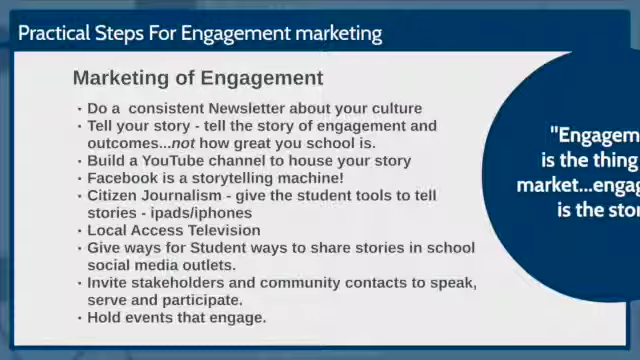 Practical Steps For Engagement marketing
Marketing of Engagement
· Do a consistent Newsletter about your culture
· Tell your story - tell the story of engagement and
outcomes...not how great you school is.
· Build a YouTube channel to house your story
· Facebook is a storytelling machine!
· Citizen Journalism - give the student tools to tell
stories - ipads/iphones
· Local Access Television
· Give ways for Student ways to share stories in school
social media outlets.
· Invite stakeholders and community contacts to speak,
serve and participate.
· Hold events that engage.
"Engagem
is the thing
market...engag
is the stor